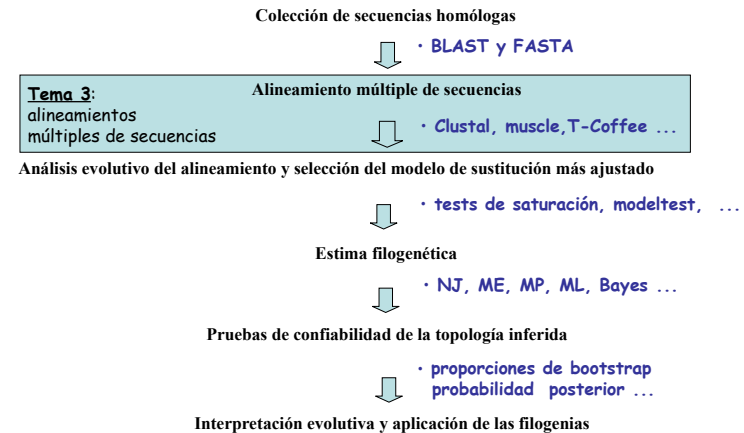 Colección de secuencias homólogas
· BLAST y FASTA
Tema 3:
alineamientos
múltiples de secuencias
Alineamiento múltiple de secuencias
· Clustal, muscle,T-Coffee ...
Análisis evolutivo del alineamiento y selección del modelo de sustitución más ajustado
· tests de saturación, modeltest, ...
Estima filogenética
· NJ, ME, MP, ML, Bayes ...
Pruebas de confiabilidad de la topología inferida
· proporciones de bootstrap
probabilidad posterior ...
Interpretación evolutiva y aplicación de las filogenias